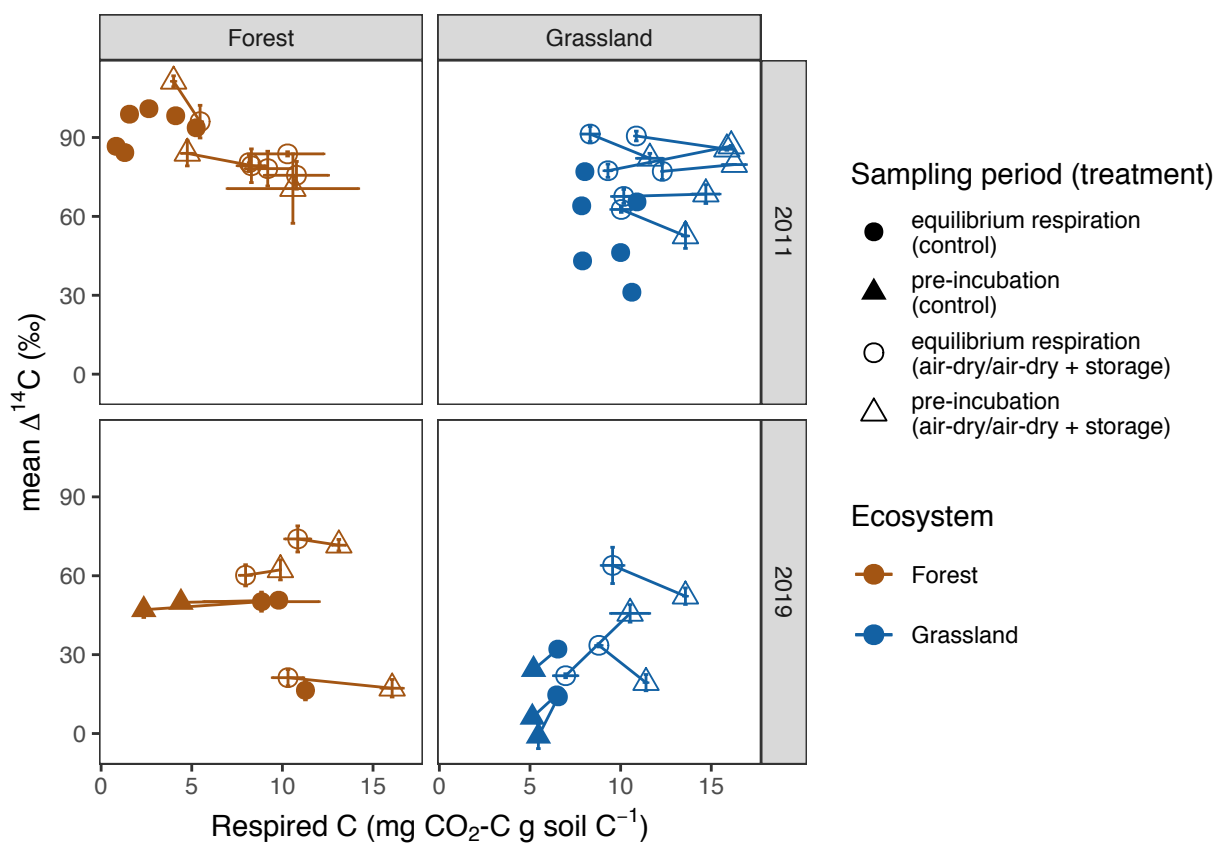 Forest
Grassland
90
60
30
0
2011
90
60
30
0
2019
0
5
10
15
0
5
10
15
mean Δ¹⁴C (‰)
Respired C (mg CO₂-C g soil C⁻¹)
Sampling period (treatment)
equilibrium respiration
(control)
pre-incubation
(control)
equilibrium respiration
(air-dry/air-dry + storage)
pre-incubation
(air-dry/air-dry + storage)
Ecosystem
Forest
Grassland